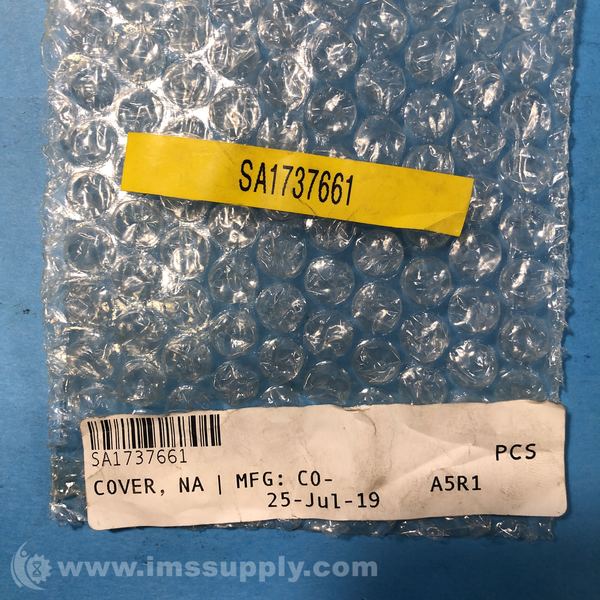 SA1737661
SA1737661
PCS
COVER, NA | MFG: CO-
25-Jul-19
A5R1
www.imssupply.com